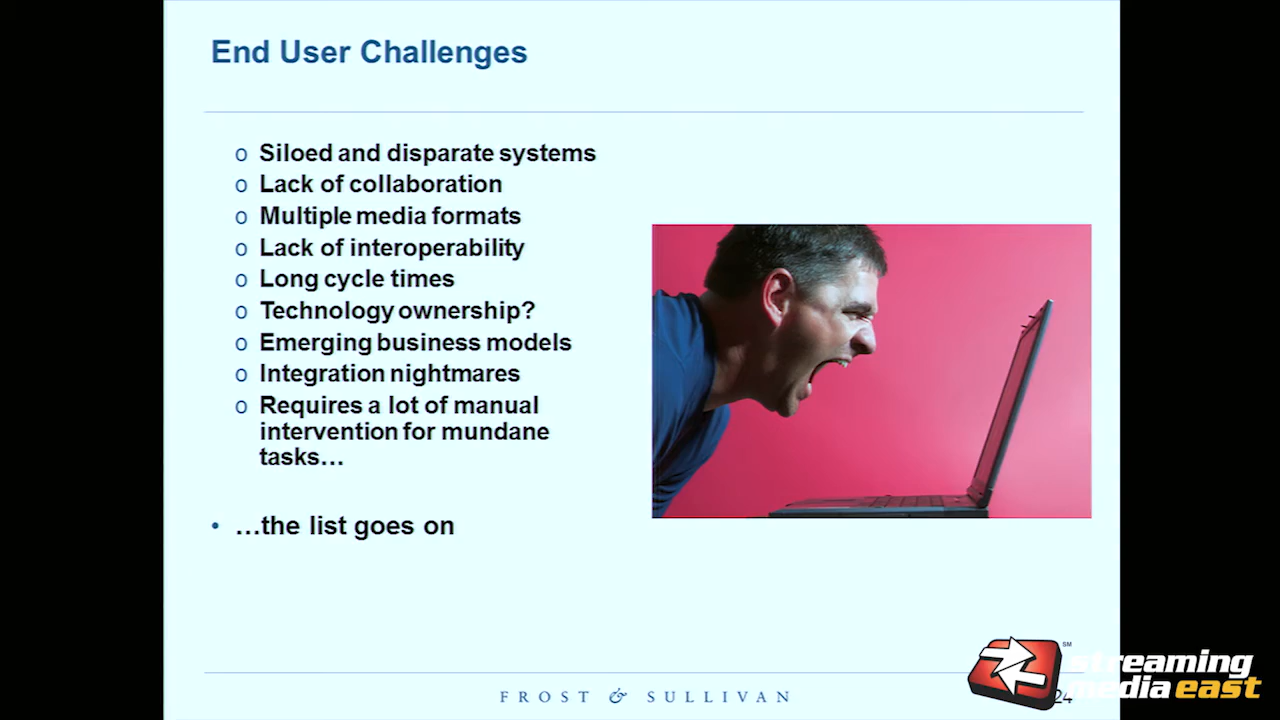 End User Challenges
o Siloed and disparate systems
o Lack of collaboration
o Multiple media formats
o Lack of interoperability
o Long cycle times
o Technology ownership?
o Emerging business models
o Integration nightmares
o Requires a lot of manual
intervention for mundane
tasks…
• …the list goes on
FROST & SULLIVAN
24
SM
streaming
media east